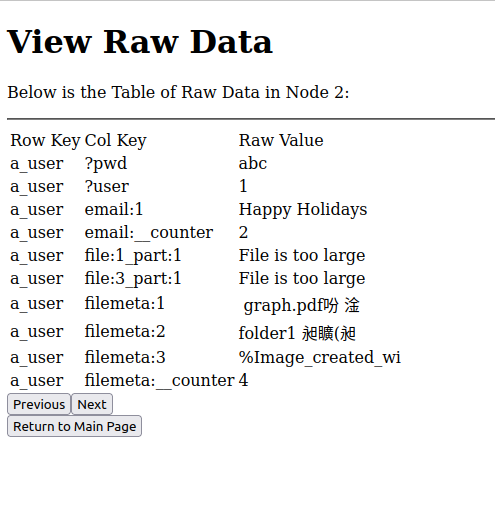 View Raw Data
Below is the Table of Raw Data in Node 2:
Row Key Col Key Raw Value
a_user ?pwd abc
a_user ?user 1
a_user email:1 Happy Holidays
a_user email:__counter 2
a_user file:1_part:1 File is too large
a_user file:3_part:1 File is too large
a_user filemeta:1 graph.pdf吩 淦
a_user filemeta:2 folder1 昶曠(昶
a_user filemeta:3 %Image_created_wi
a_user filemeta:__counter 4
Previous Next
Return to Main Page